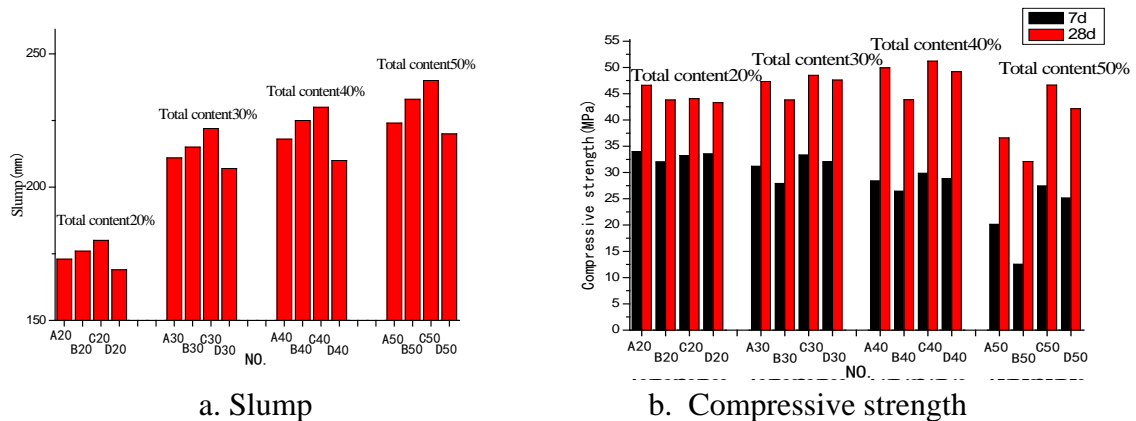 250
200
150
Slump(mm)
Total content20%
Total content30%
Total content40%
Total content50%
A20
B20
C20
D20
A30
B30
C30
D30
A40
B40
C40
D40
A50
B50
C50
D50
NO.
a. Slump
7d
28d
55
50
45
40
35
30
25
20
15
10
5
0
Compressive strength(MPa)
Total content20%
Total content30%
Total content40%
Total content50%
A20
B20
C20
D20
A30
B30
C30
D30
A40
B40
C40
D40
A50
B50
C50
D50
NO.
b. Compressive strength